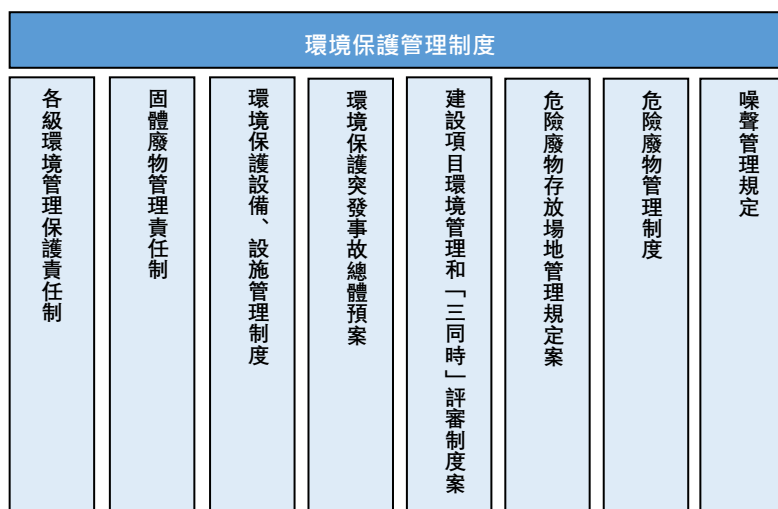 環境保護管理制度
各級環境管理保護責任制
固體廢物管理責任制
環境保護設備、設施管理制度
環境保護突發事故總體預案
建設項目環境管理和「三同時」評審制度案
危險廢物存放場地管理規定案
危險廢物管理制度
噪聲管理規定